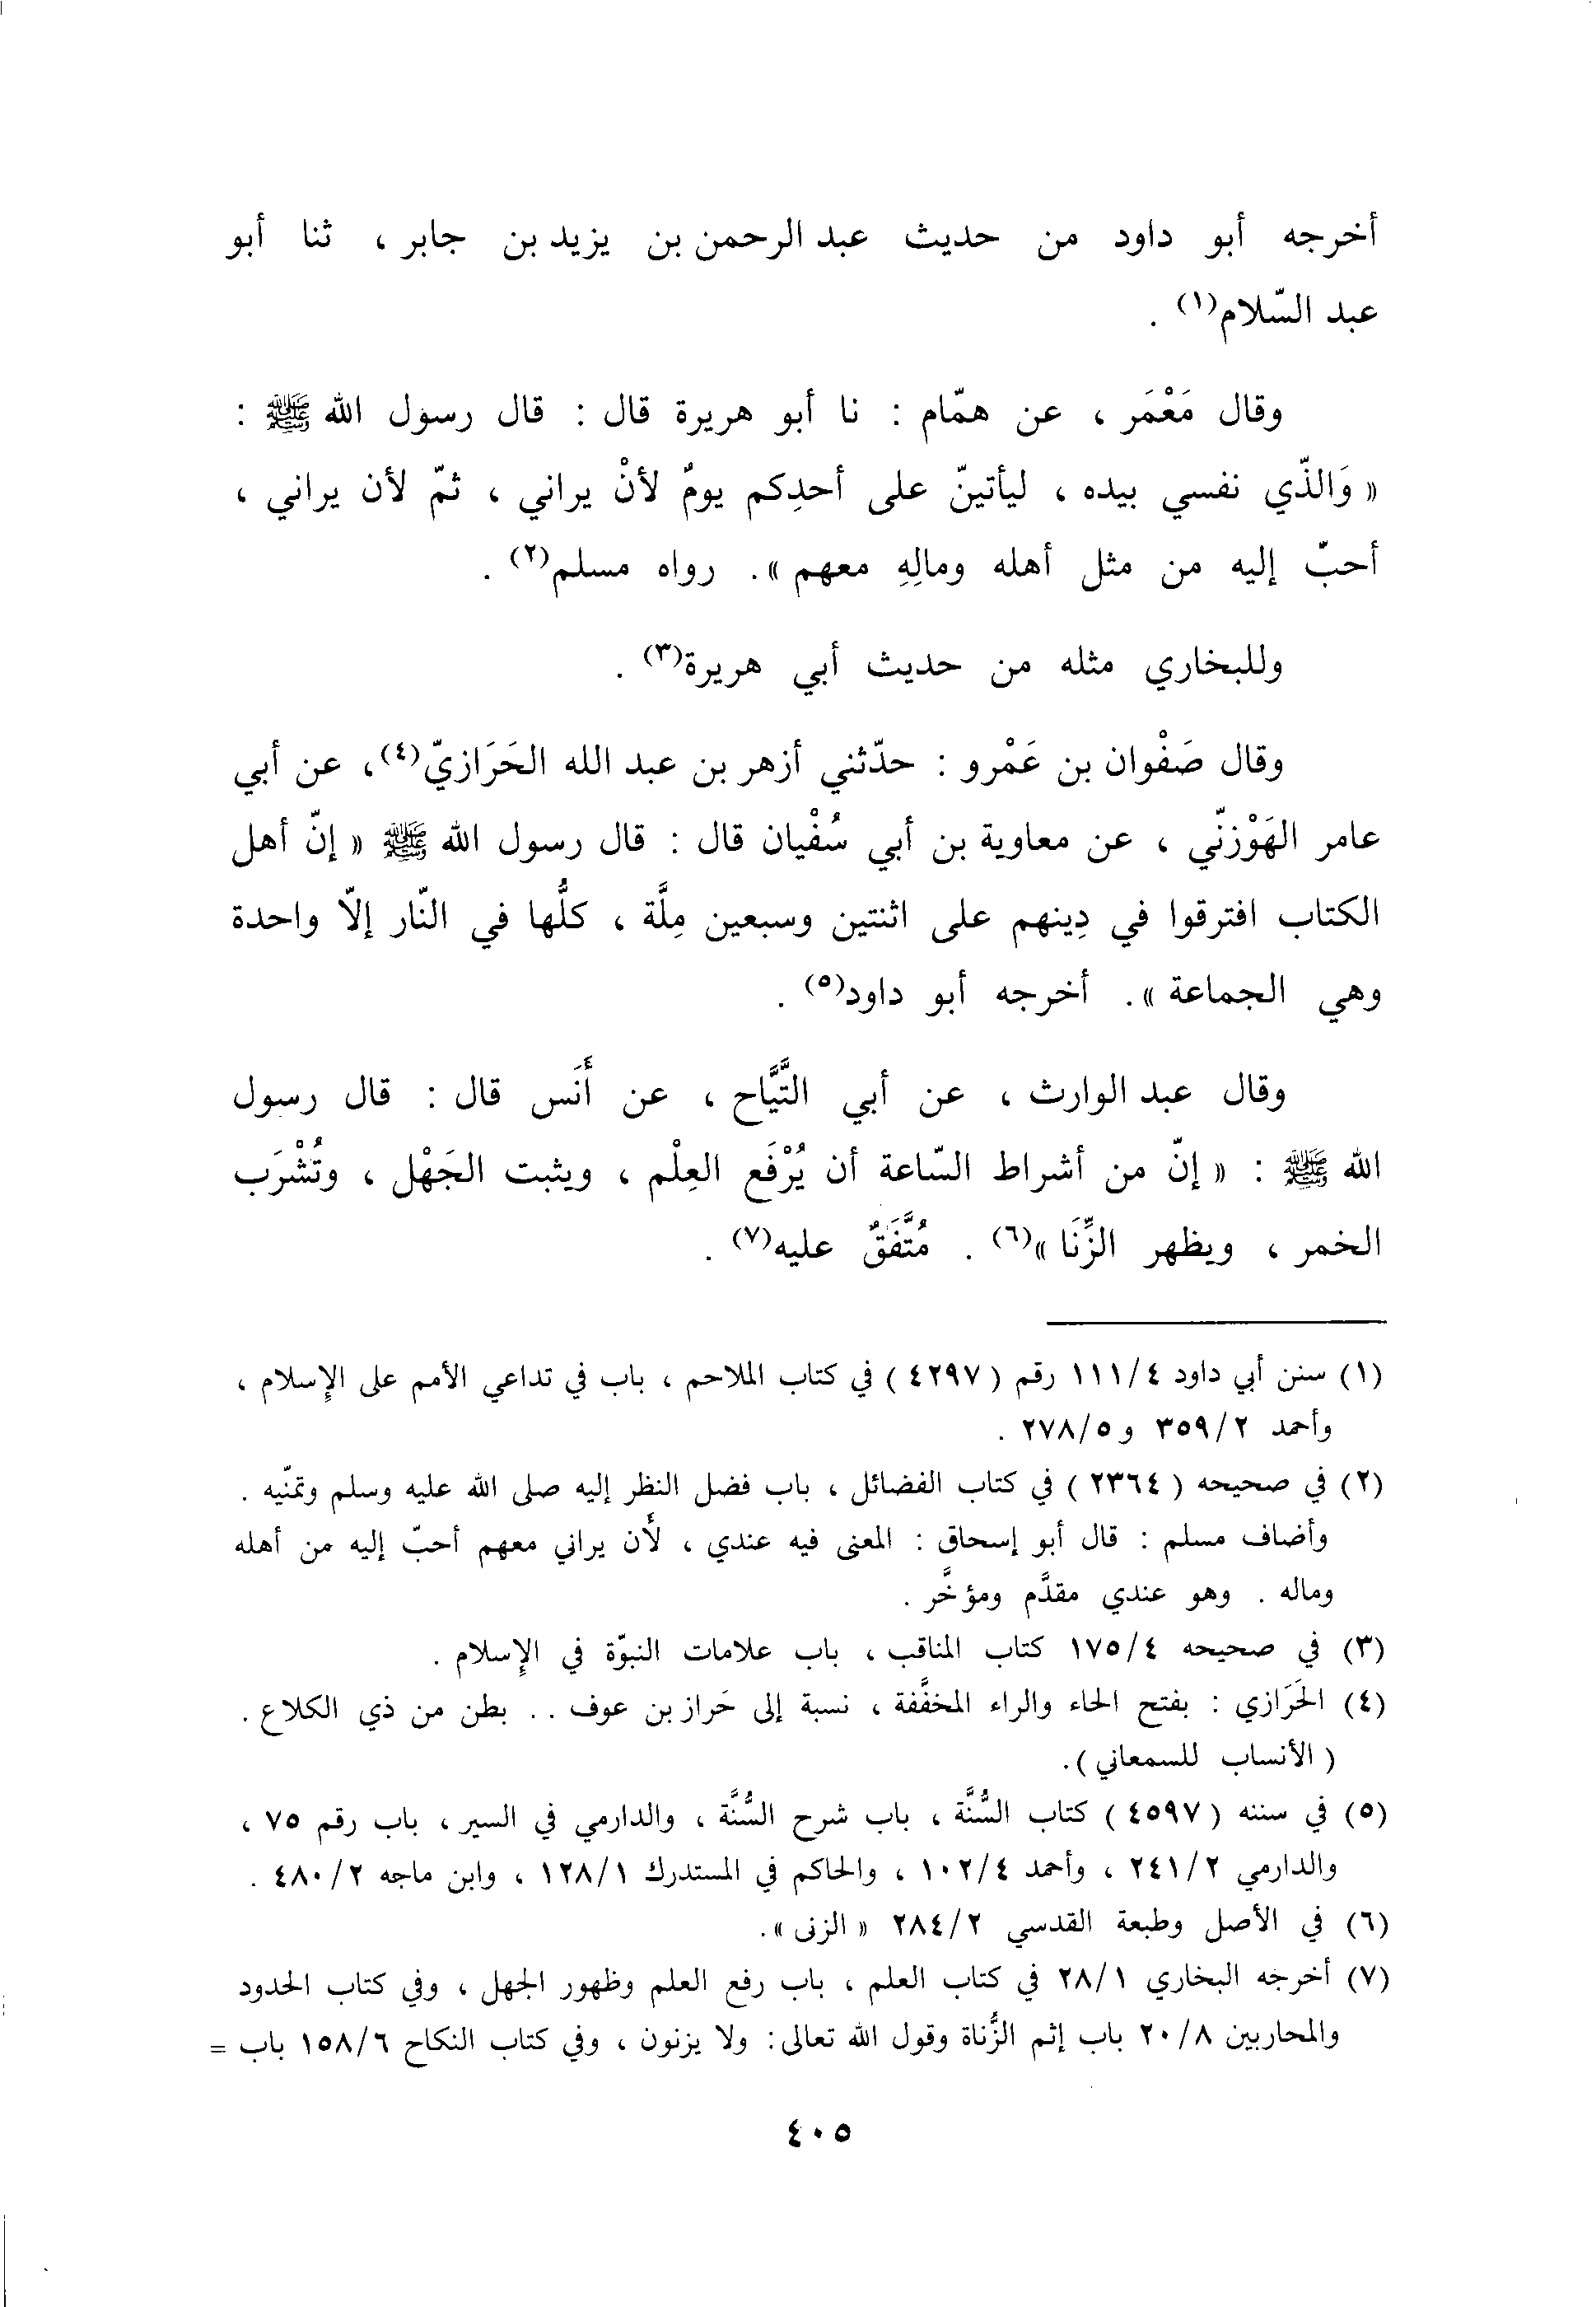 أخرجه أبو داود من حديث عبد الرحمن بن يزيد بن جابر ، ثنا أبو
عبد السّلام(١) .
وقال مَعْمَر ، عن همّام : نا أبو هريرة قال : قال رسول الله ﷺ :
« وَالذّي نفسي بيده ، ليأتينّ على أحدِكم يومٌ لأنْ يراني ، ثمّ لأن يراني ،
أحبّ إليه من مثل أهله ومالِهِ معهم ». رواه مسلم(٢) .
وللبخاري مثله من حديث أبي هريرة(٣) .
وقال صَفْوان بن عَمْرو : حدّثني أزهر بن عبد الله الحَرَازيّ(٤)، عن أبي
عامر الهَوْزنّي ، عن معاوية بن أبي سُفْيان قال : قال رسول الله ﷺ « إنّ أهل
الكتاب افترقوا في دِينهم على اثنتين وسبعين مِلَّة ، كلُّها في النّار إلاّ واحدة
وهي الجماعة ». أخرجه أبو داود(٥) .
وقال عبد الوارث ، عن أبي التَّيَّاح ، عن أَنَس قال : قال رسول
الله ﷺ : « إنّ من أشراط السّاعة أن يُرْفَع العِلْم ، ويثبت الجَهْل ، وتُشْرَب
الخمر ، ويظهر الزِّنَا »(٦) . مُتَّفَقٌ عليه(٧) .
(١) سنن أبي داود ٤/١١١ رقم ( ٤٢٩٧ ) في كتاب الملاحم ، باب في تداعي الأمم على الإسلام ،
وأحمد ٢/٣٥٩ و٥/٢٧٨ .
(٢) في صحيحه ( ٢٣٦٤ ) في كتاب الفضائل ، باب فضل النظر إليه صلى الله عليه وسلم وتمنّيه .
وأضاف مسلم : قال أبو إسحاق : المعنى فيه عندي ، لأَن يراني معهم أحبّ إليه من أهله
وماله . وهو عندي مقدَّم ومؤخَّر .
(٣) في صحيحه ٤/١٧٥ كتاب المناقب ، باب علامات النبوّة في الإسلام .
(٤) الحَرَازي : بفتح الحاء والراء المخفَّفة ، نسبة إلى حَراز بن عوف .. بطن من ذي الكلاع .
( الأنساب للسمعاني ).
(٥) في سننه ( ٤٥٩٧ ) كتاب السُّنَّة ، باب شرح السُّنَّة ، والدارمي في السير ، باب رقم ٧٥ ،
والدارمي ٢/٢٤١ ، وأحمد ٤/١٠٢ ، والحاكم في المستدرك ١/١٢٨ ، وابن ماجه ٢/٤٨٠ .
(٦) في الأصل وطبعة القدسي ٢/٢٨٤ « الزنى ».
(٧) أخرجه البخاري ١/٢٨ في كتاب العلم ، باب رفع العلم وظهور الجهل ، وفي كتاب الحدود
والمحاربين ٨/٢٠ باب إثم الزُّناة وقول الله تعالى: ولا يزنون ، وفي كتاب النكاح ٦/١٥٨ باب =
٤٠٥